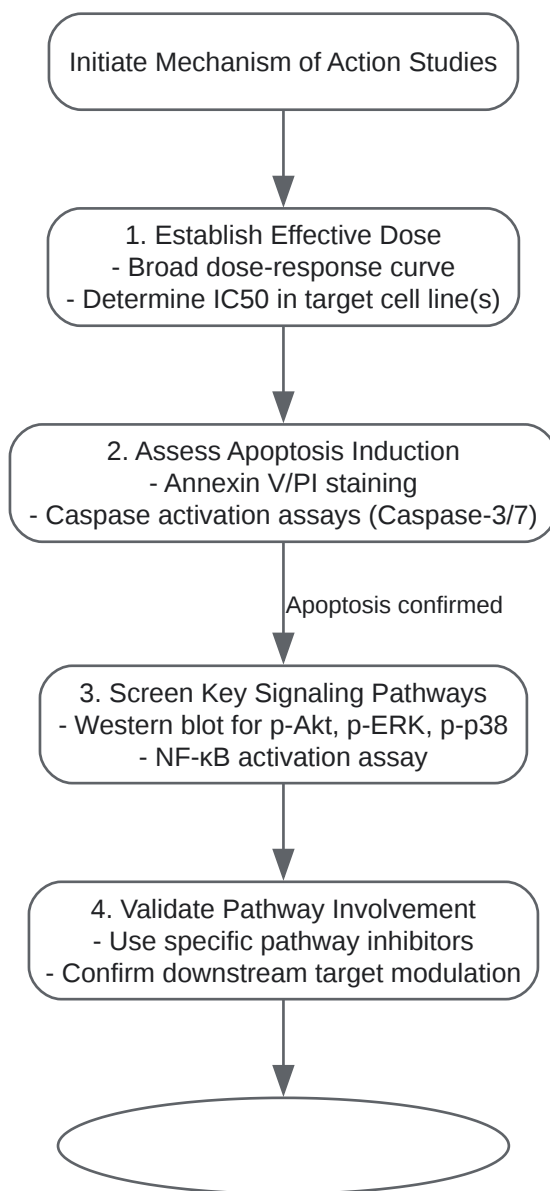 Initiate Mechanism of Action Studies
1. Establish Effective Dose
- Broad dose-response curve
- Determine IC50 in target cell line(s)
2. Assess Apoptosis Induction
- Annexin V/PI staining
- Caspase activation assays (Caspase-3/7)
Apoptosis confirmed
3. Screen Key Signaling Pathways
- Western blot for p-Akt, p-ERK, p-p38
- NF-κB activation assay
4. Validate Pathway Involvement
- Use specific pathway inhibitors
- Confirm downstream target modulation